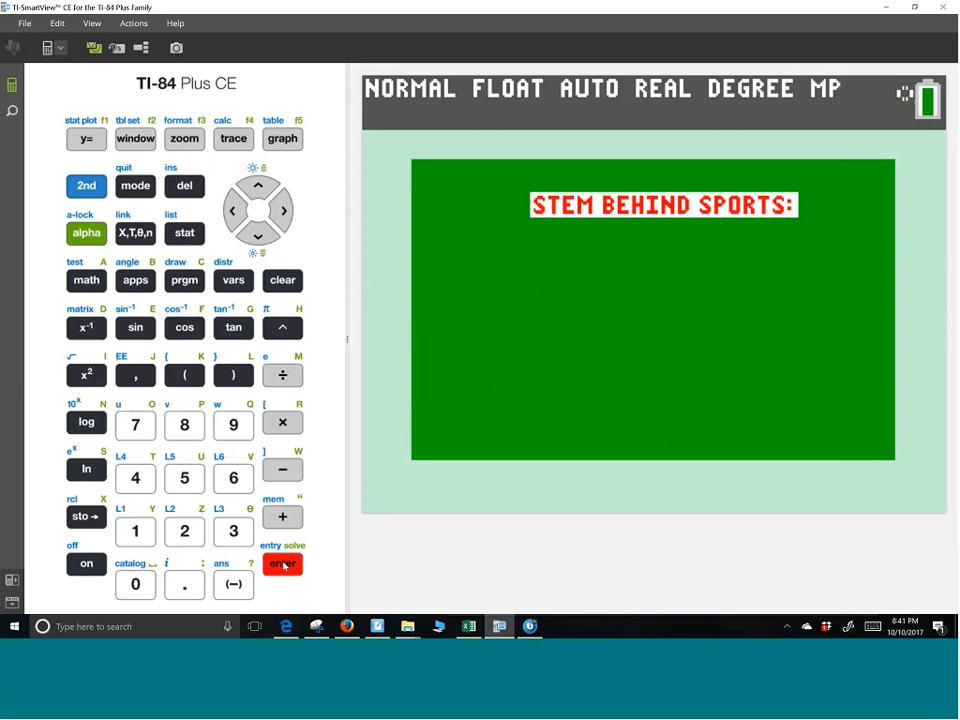 TI-SmartView™ CE for the TI-84 Plus Family
File Edit View Actions Help
TI-84 Plus CE
NORMAL FLOAT AUTO REAL DEGREE MP
STEM BEHIND SPORTS:
stat plot f1 tbl set f2 format f3 calc f4 table f5
y= window zoom trace graph
quit ins
2nd mode del
a-lock link list
alpha X,T,θ,n stat
test A angle B draw C distr
math apps prgm vars clear
matrix D sin⁻¹ E cos⁻¹ F tan⁻¹ G π H
x⁻¹ sin cos tan ^
√ I EE J { K } L e M
x² , ( ) ÷
10ˣ N u O v P w Q [ R
log 7 8 9 ×
eˣ S L4 T L5 U L6 V ] W
ln 4 5 6 −
rcl X L1 Y L2 Z L3 θ mem "
sto→ 1 2 3 +
off catalog i : ans ? entry solve
on 0 . (−) enter
Type here to search
8:41 PM
10/10/2017